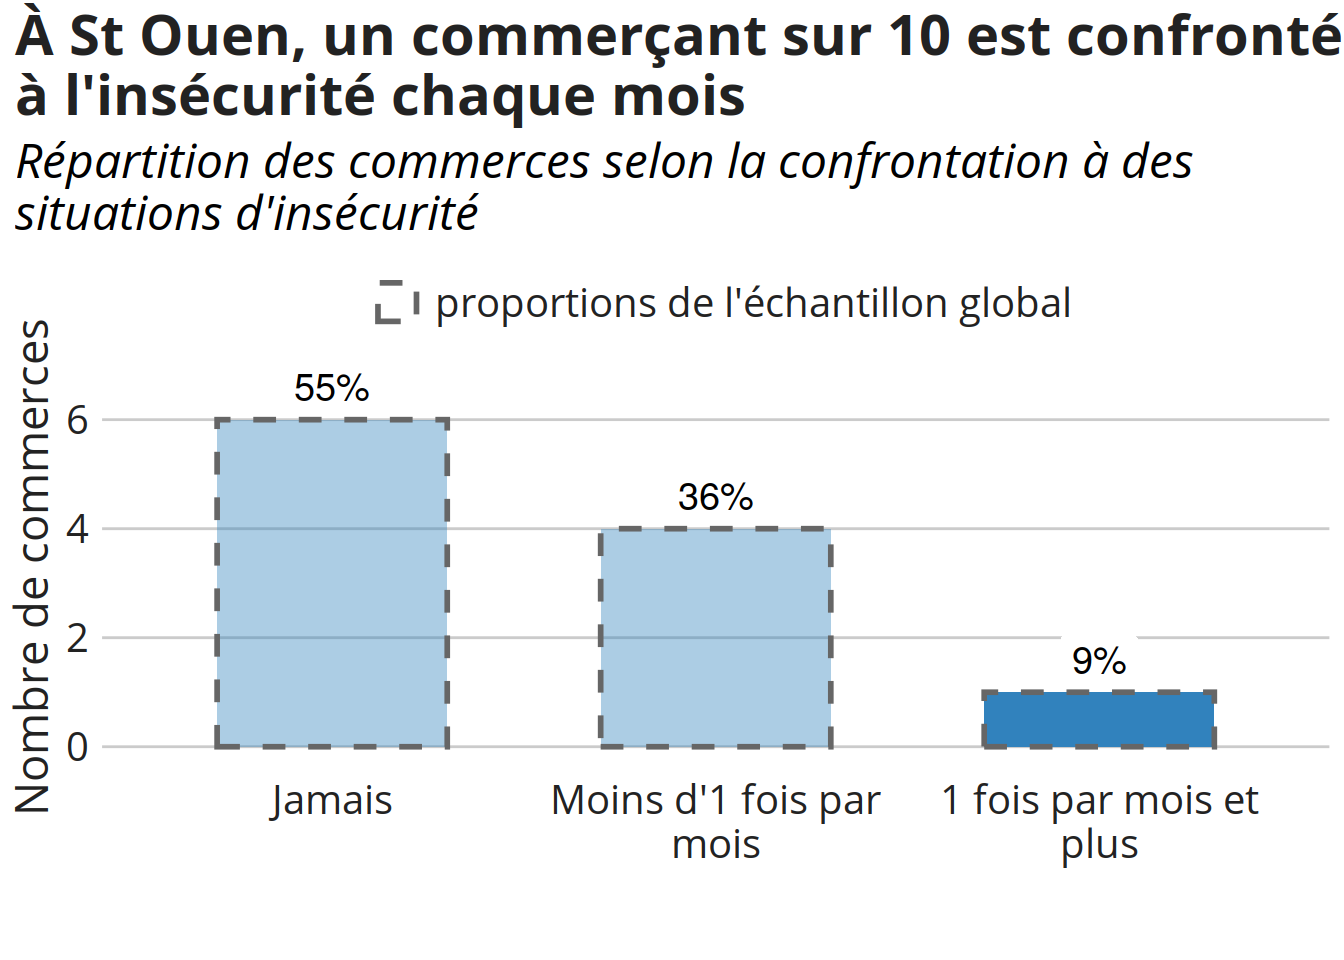 À St Ouen, un commerçant sur 10 est confronté
à l'insécurité chaque mois
Répartition des commerces selon la confrontation à des
situations d'insécurité
proportions de l'échantillon global
Nombre de commerces
55%
6
36%
4
2
9%
0
Jamais
Moins d'1 fois par
mois
1 fois par mois et
plus